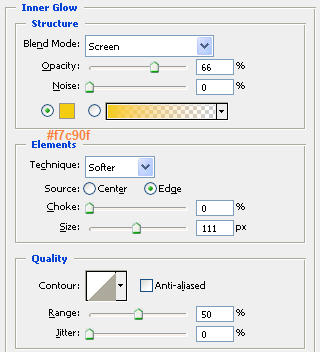 Inner Glow
Structure
Blend Mode: Screen
Opacity: 66 %
Noise: 0 %
#f7c90f
Elements
Technique: Softer
Source: Center Edge
Choke: 0 %
Size: 111 px
Quality
Contour: Anti-aliased
Range: 50 %
Jitter: 0 %